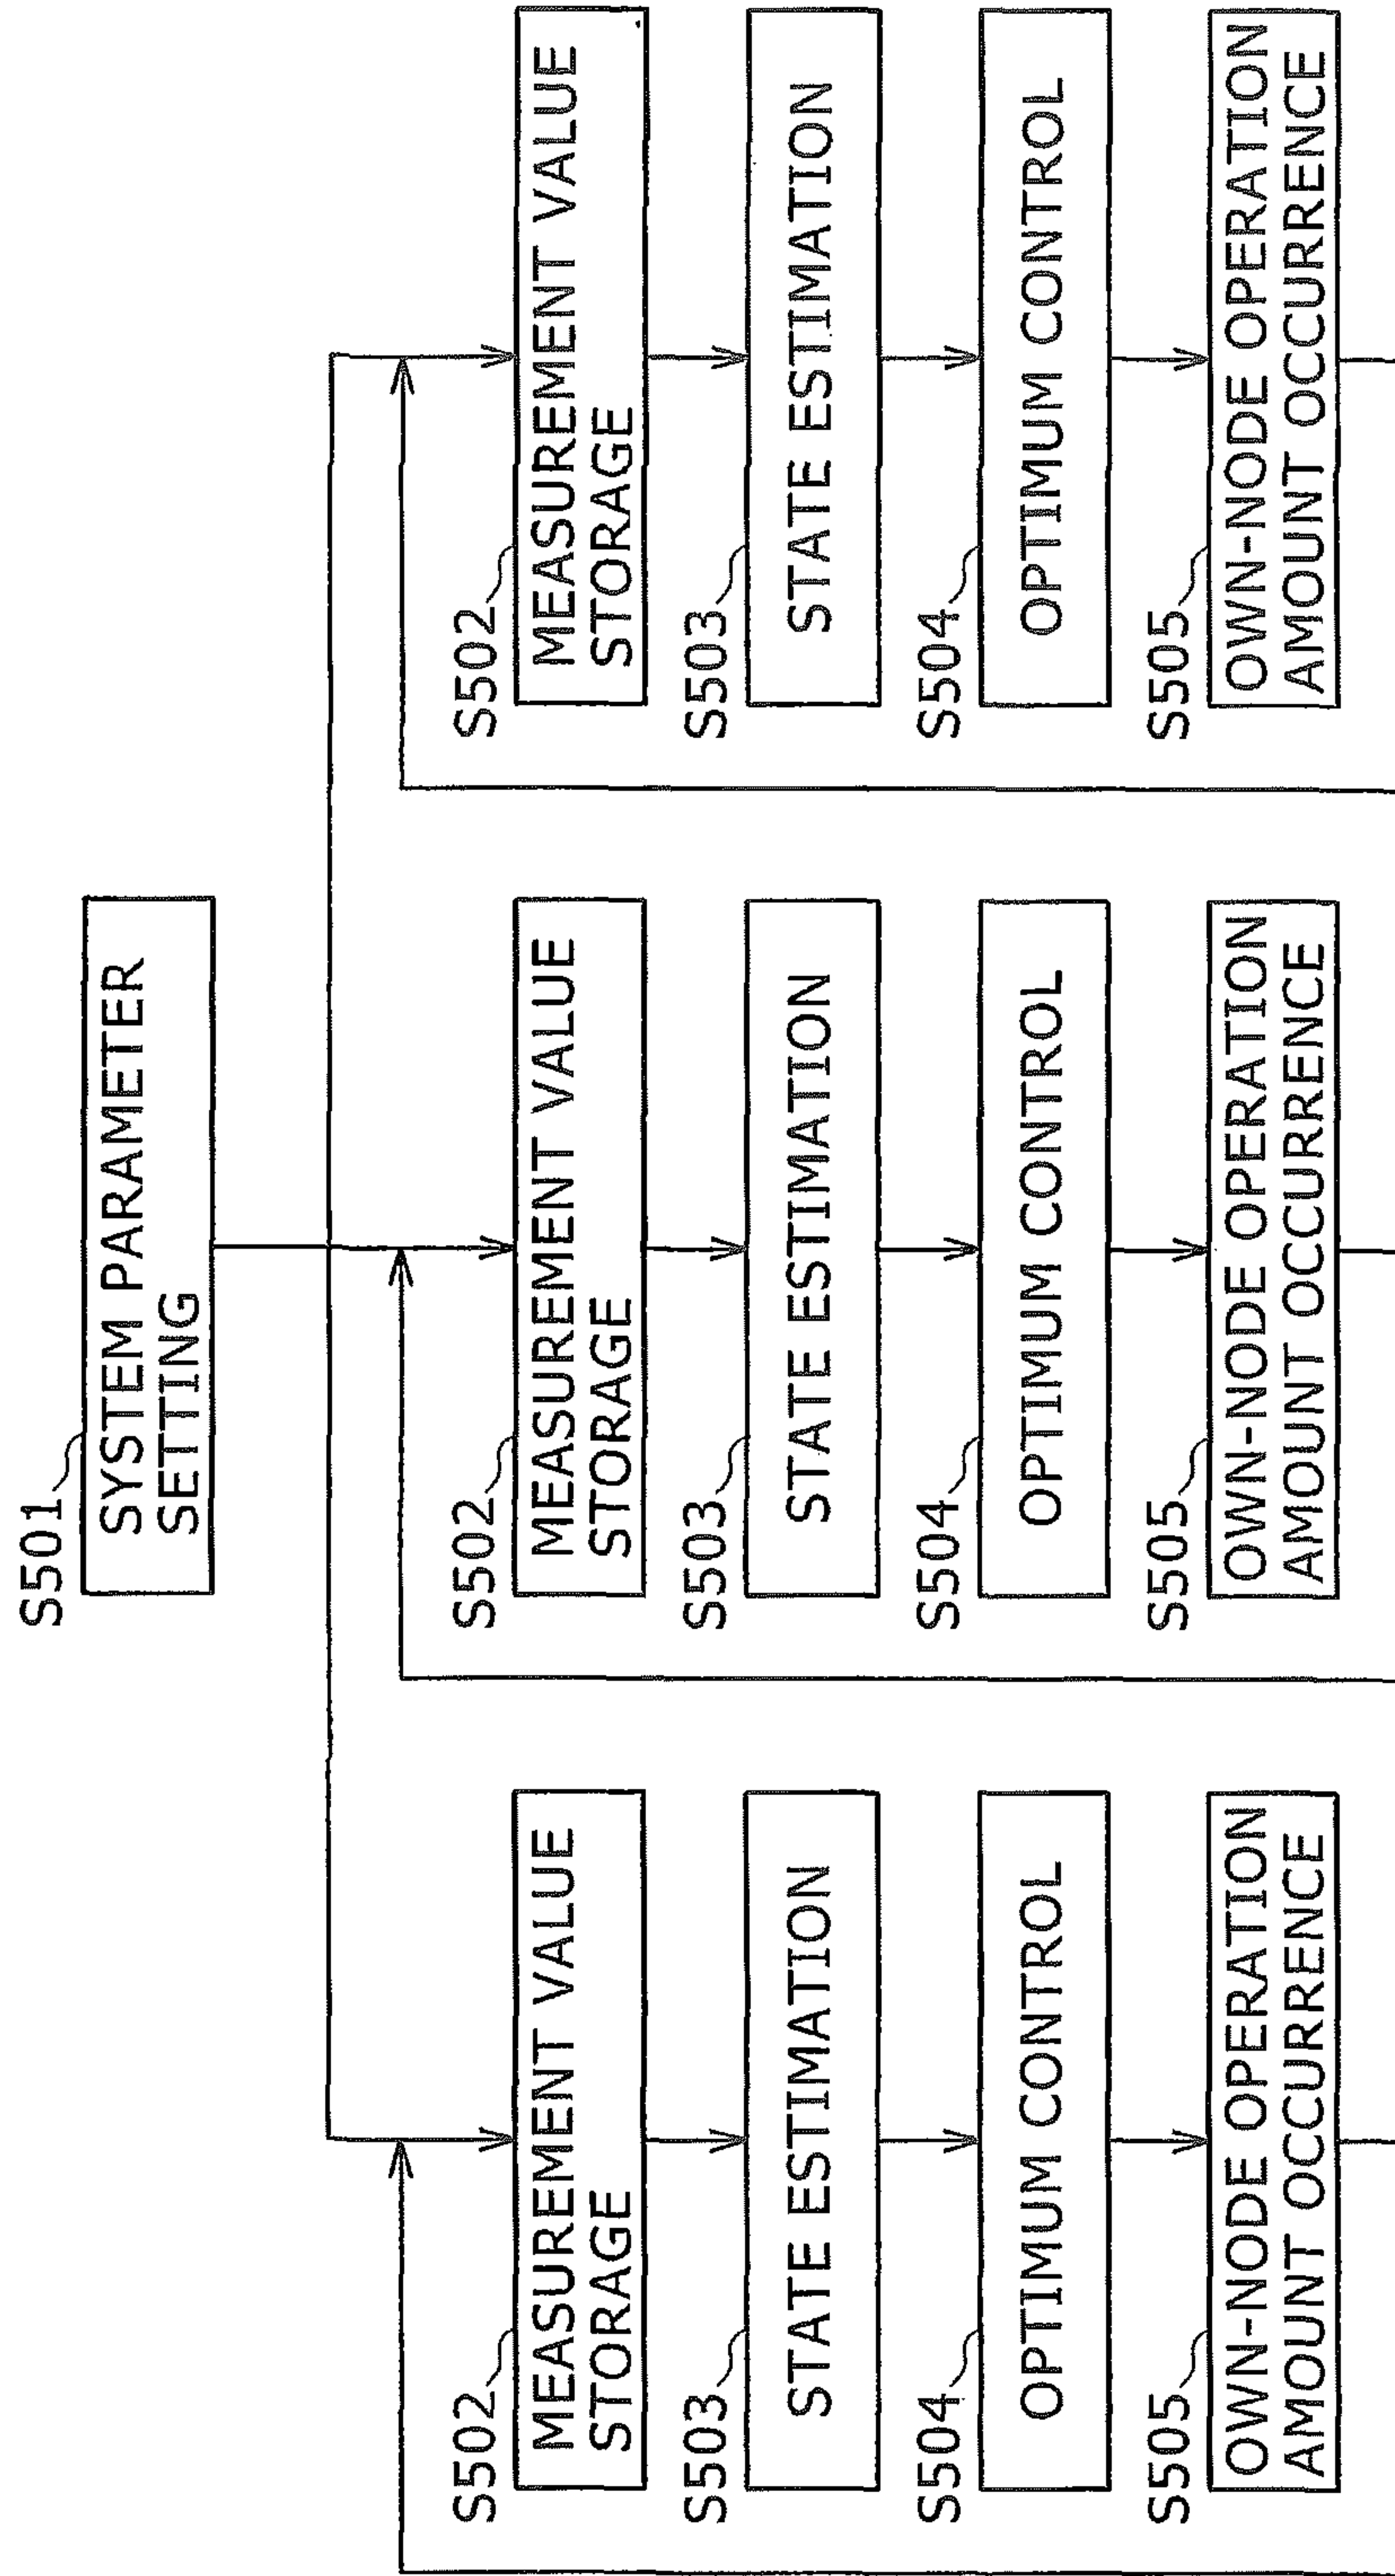 S501
SYSTEM PARAMETER
SETTING
S502
MEASUREMENT VALUE
STORAGE
S503
STATE ESTIMATION
S504
OPTIMUM CONTROL
S505
OWN-NODE OPERATION
AMOUNT OCCURRENCE
S502
MEASUREMENT VALUE
STORAGE
S503
STATE ESTIMATION
S504
OPTIMUM CONTROL
S505
OWN-NODE OPERATION
AMOUNT OCCURRENCE
S502
MEASUREMENT VALUE
STORAGE
S503
STATE ESTIMATION
S504
OPTIMUM CONTROL
S505
OWN-NODE OPERATION
AMOUNT OCCURRENCE